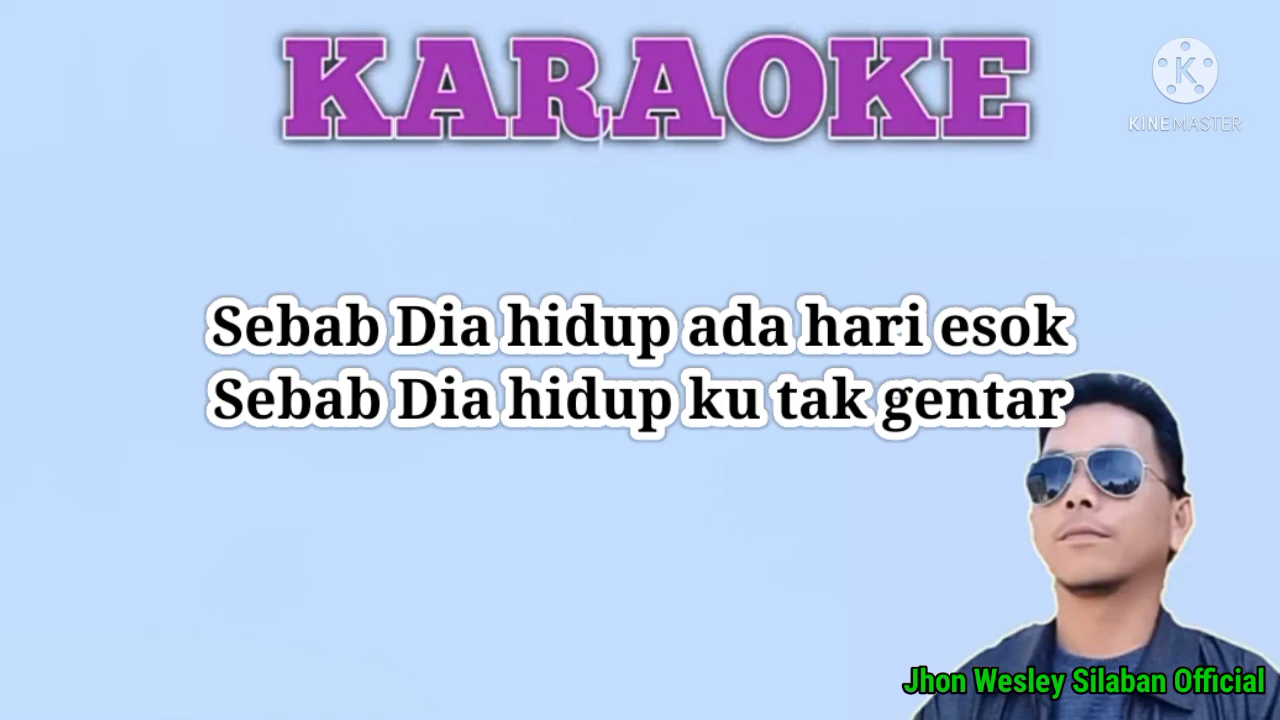 KARAOKE
KINEMASTER
Sebab Dia hidup ada hari esok
Sebab Dia hidup ku tak gentar
Jhon Wesley Silaban Official